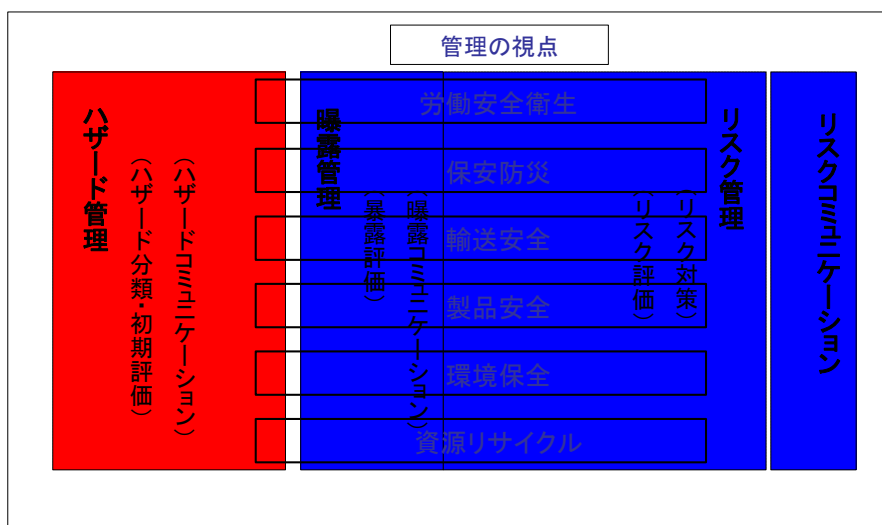 管理の視点
ハザード管理
（ハザード分類・初期評価）
（ハザードコミュニケーション）
曝露管理
（暴露評価）
（曝露コミュニケーション）
労働安全衛生
保安防災
輸送安全
製品安全
環境保全
資源リサイクル
リスク管理
（リスク評価）
（リスク対策）
リスクコミュニケーション